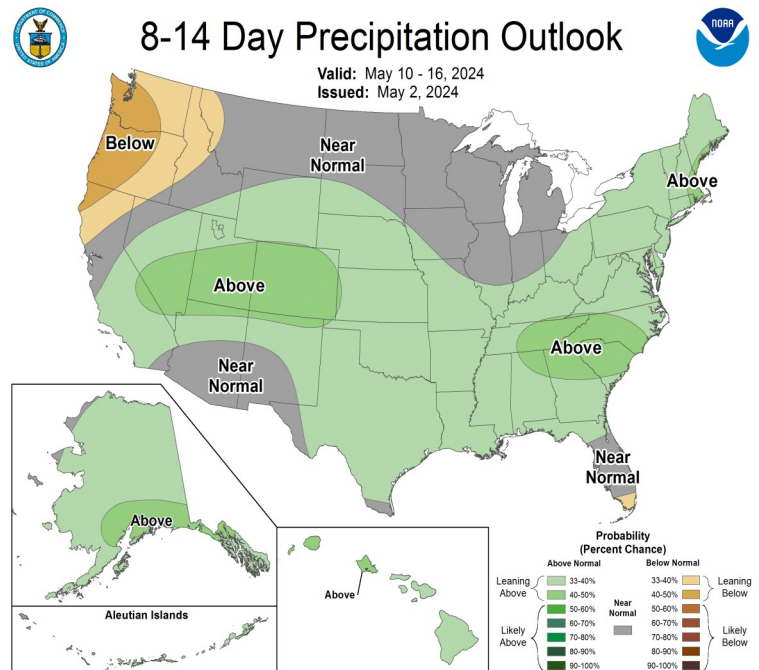 8-14 Day Precipitation Outlook
NOAA
Valid: May 10 - 16, 2024
Issued: May 2, 2024
Below
Near
Normal
Above
Above
Near
Normal
Above
Near
Normal
Above
Above
Aleutian Islands
Probability
(Percent Chance)
Above Normal
Below Normal
Leaning
Above
33-40%
40-50%
Likely
Above
50-60%
60-70%
70-80%
80-90%
90-100%
Near
Normal
33-40%
40-50%
Leaning
Below
50-60%
60-70%
70-80%
80-90%
90-100%
Likely
Below